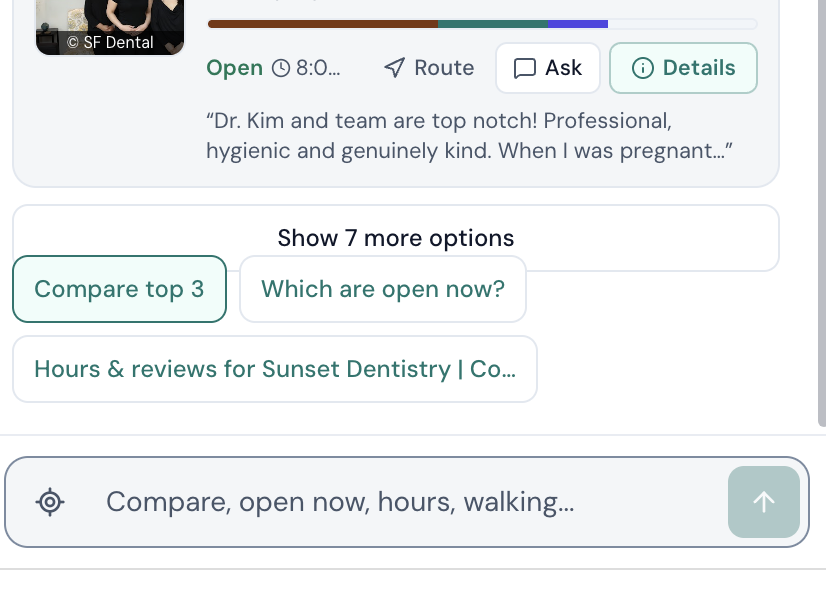 © SF Dental
Open 8:0...
Route
Ask
Details
“Dr. Kim and team are top notch! Professional,
hygienic and genuinely kind. When I was pregnant...”
Show 7 more options
Compare top 3
Which are open now?
Hours & reviews for Sunset Dentistry | Co...
Compare, open now, hours, walking...